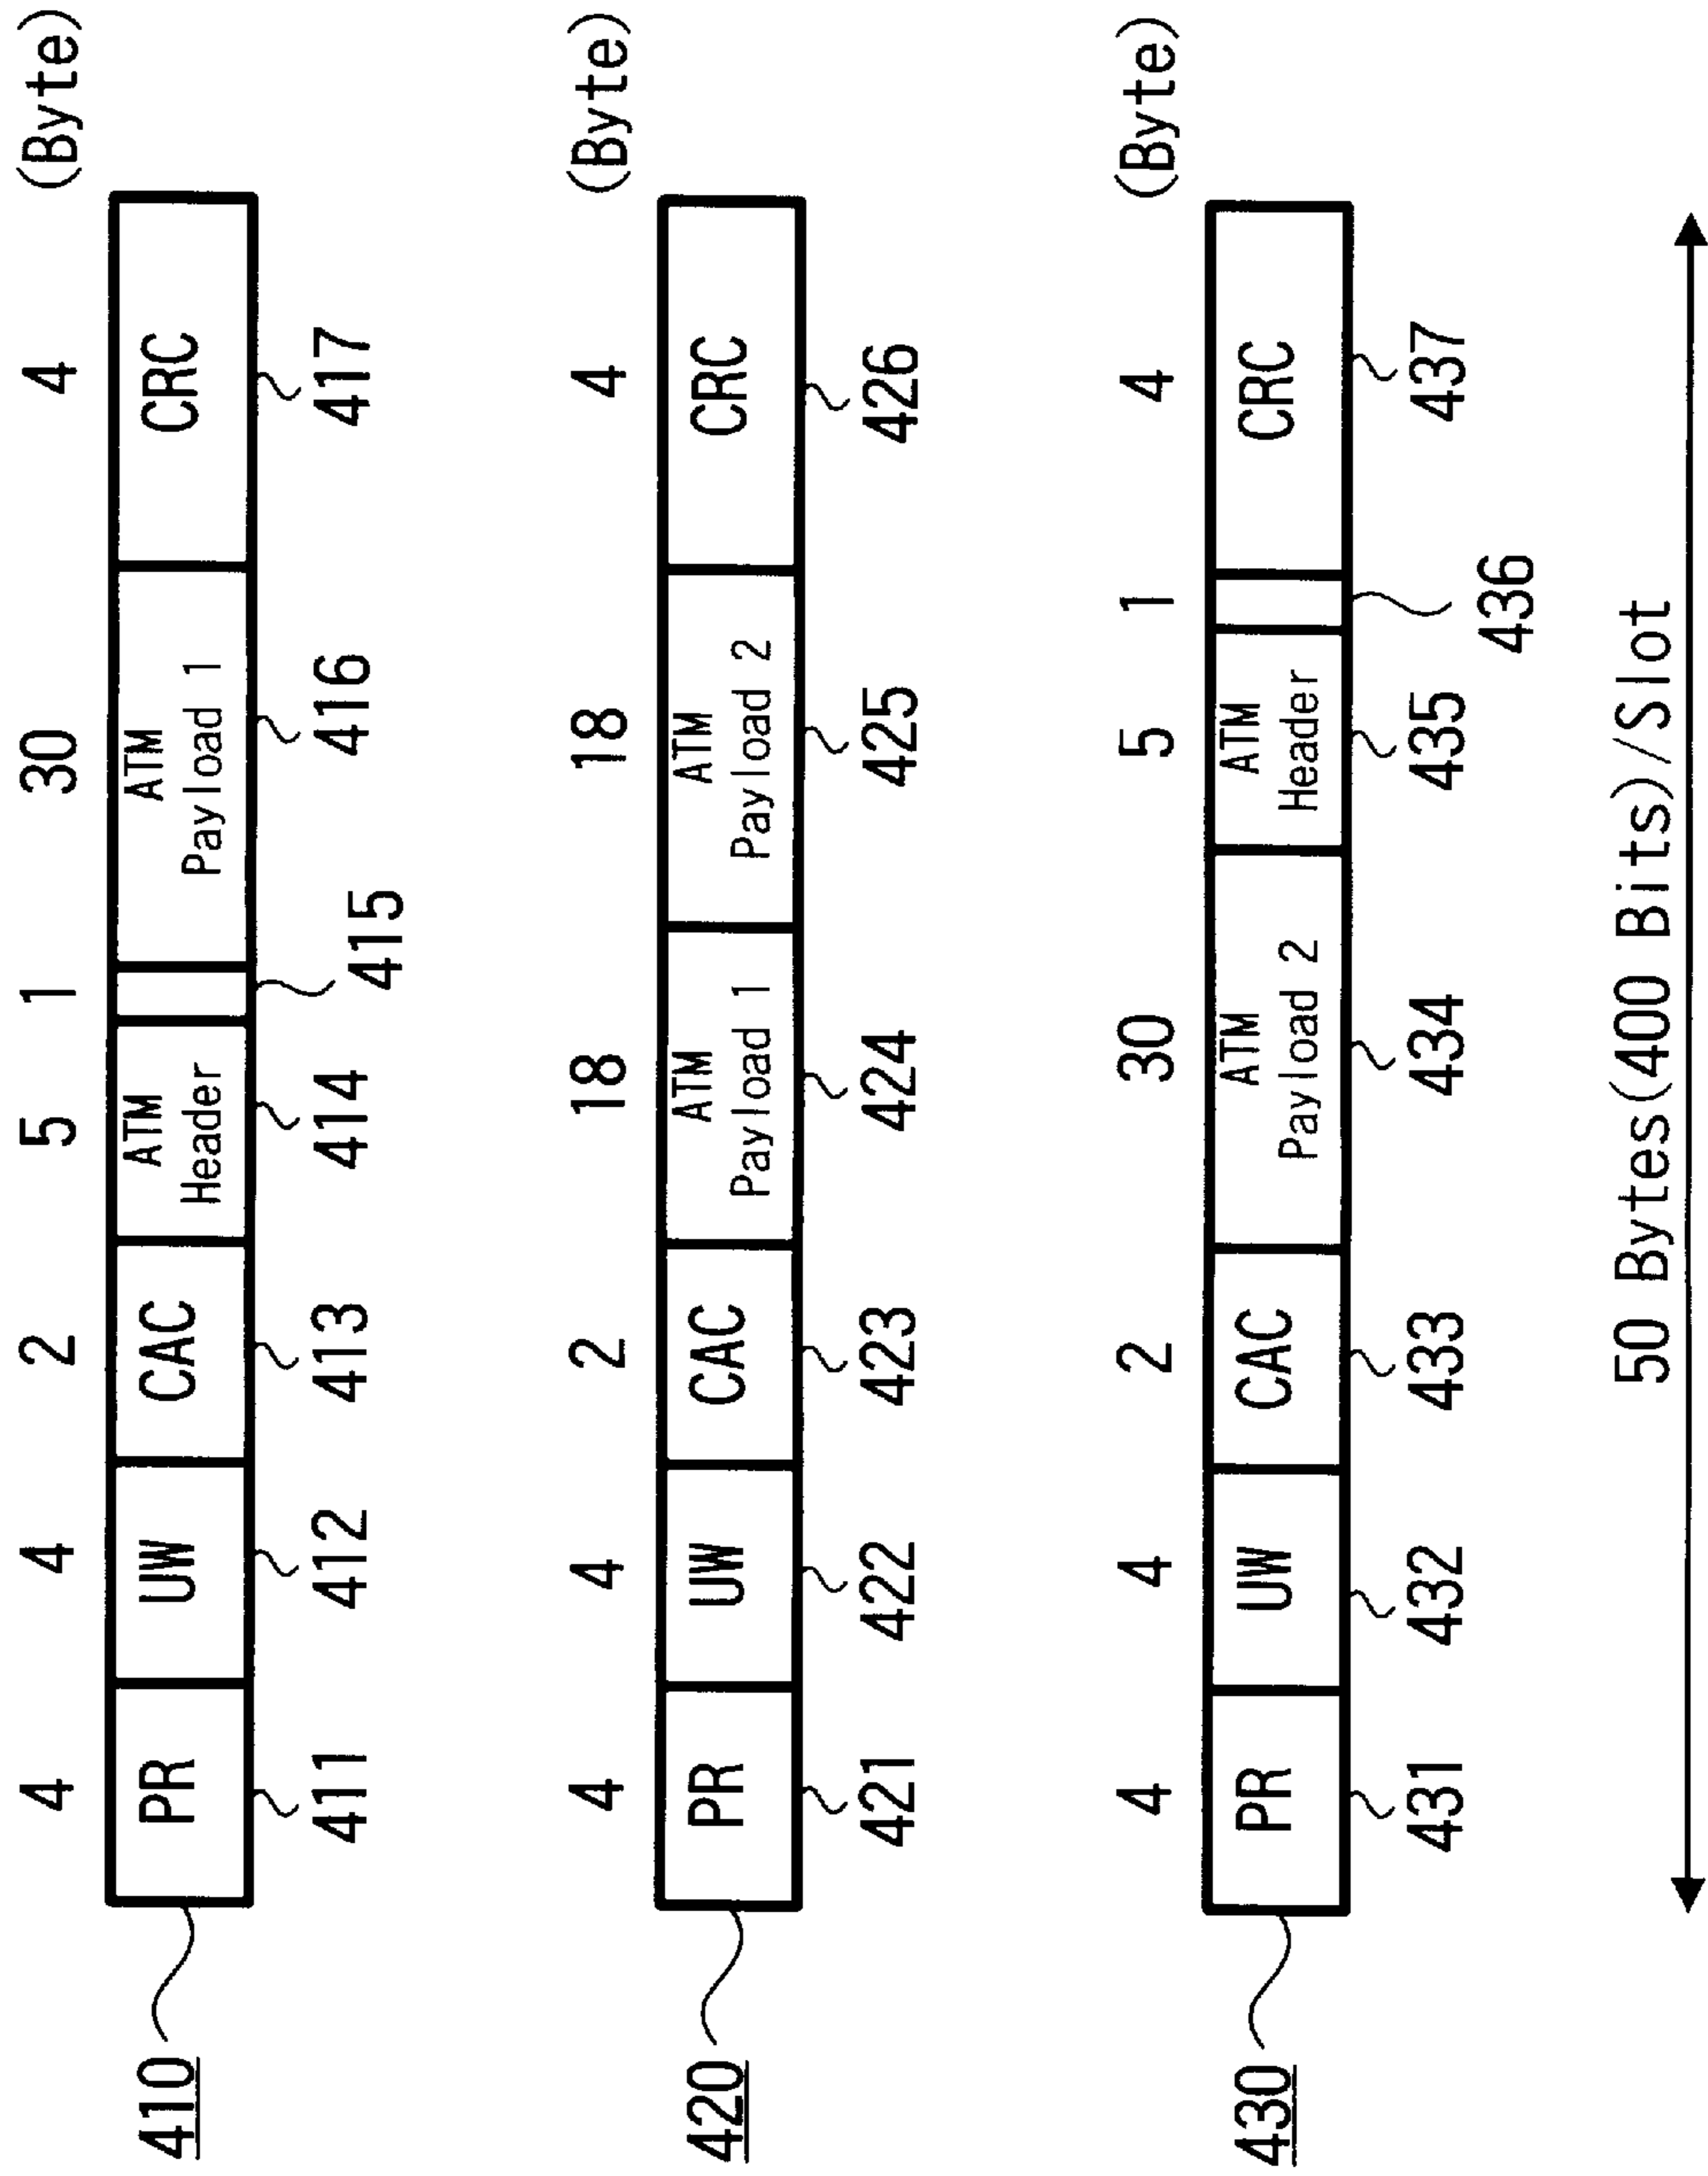 4 4 2 5 1 30 4 (Byte)
410 PR UW CAC ATM Header ATM Payload 1 CRC
411 412 413 414 415 416 417
4 4 2 18 18 4 (Byte)
420 PR UW CAC ATM Payload 1 ATM Payload 2 CRC
421 422 423 424 425 426
4 4 2 30 5 1 4 (Byte)
430 PR UW CAC ATM Payload 2 ATM Header CRC
431 432 433 434 435 436 437
50 Bytes(400 Bits)/Slot